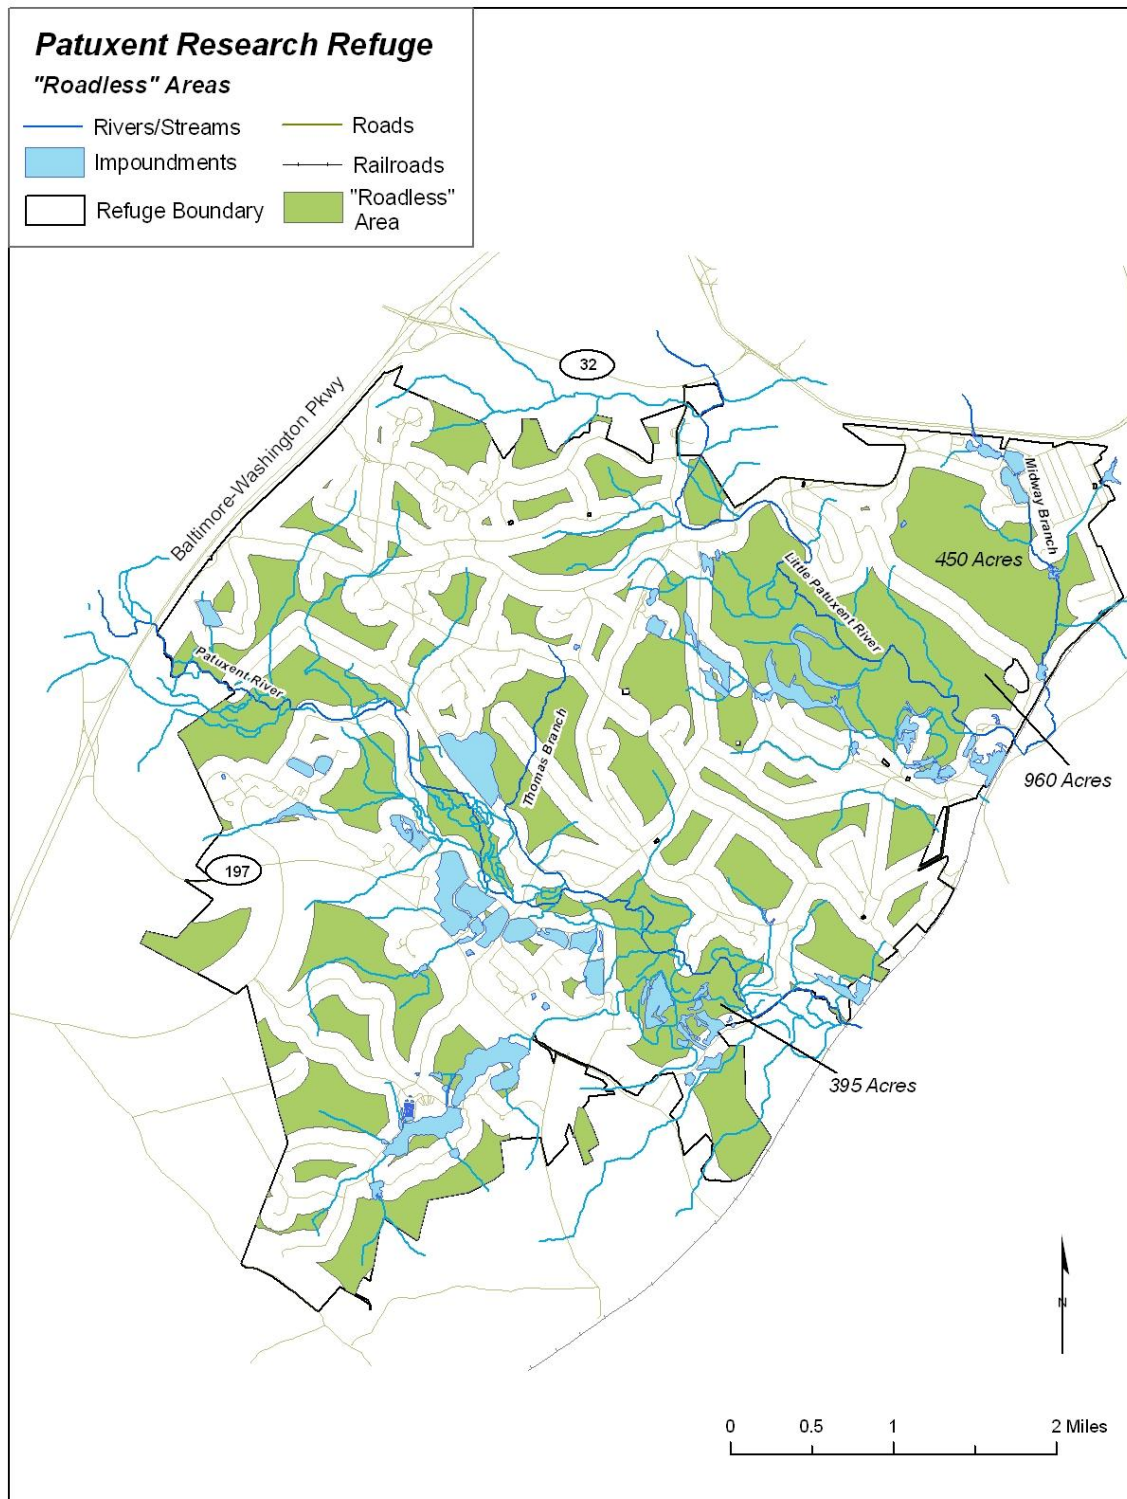 Patuxent Research Refuge
"Roadless" Areas
Rivers/Streams
Roads
Impoundments
Railroads
Refuge Boundary
"Roadless"
Area
32
Baltimore-Washington Pkwy
Midway Branch
450 Acres
Little Patuxent River
Patuxent River
Thomas Branch
960 Acres
197
395 Acres
N
0 0.5 1 2 Miles